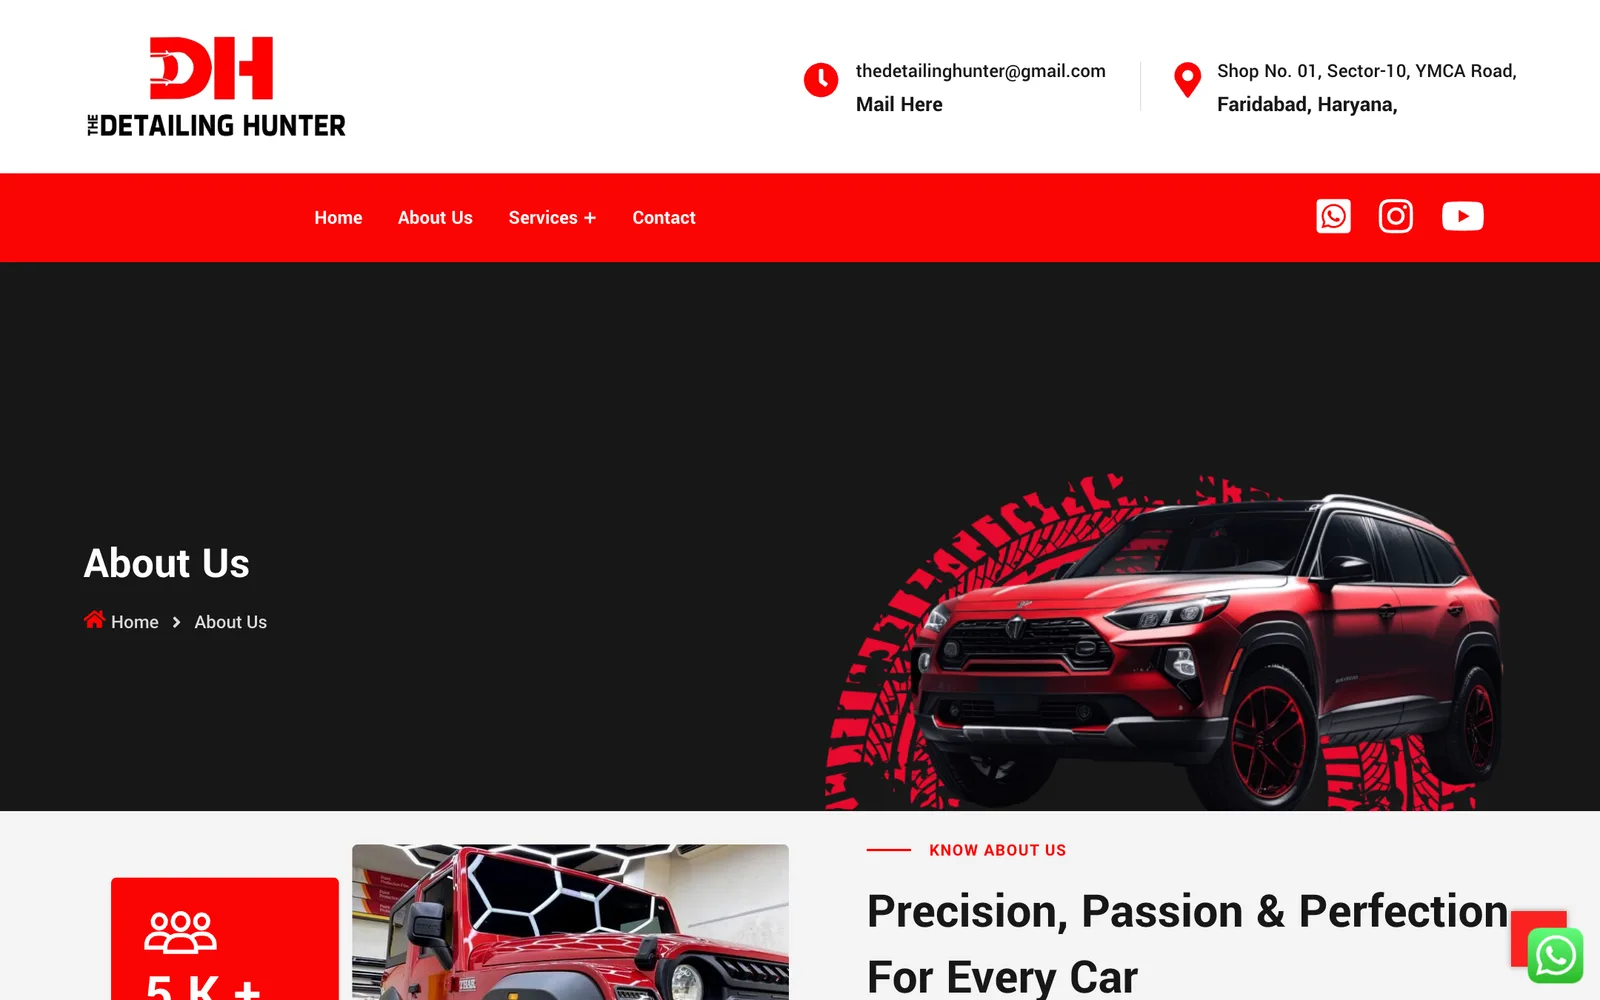 DH
THE DETAILING HUNTER
thedetailinghunter@gmail.com
Mail Here
Shop No. 01, Sector-10, YMCA Road,
Faridabad, Haryana,
Home
About Us
Services +
Contact
About Us
Home
About Us
5 K +
THAR
KNOW ABOUT US
Precision, Passion & Perfection
For Every Car